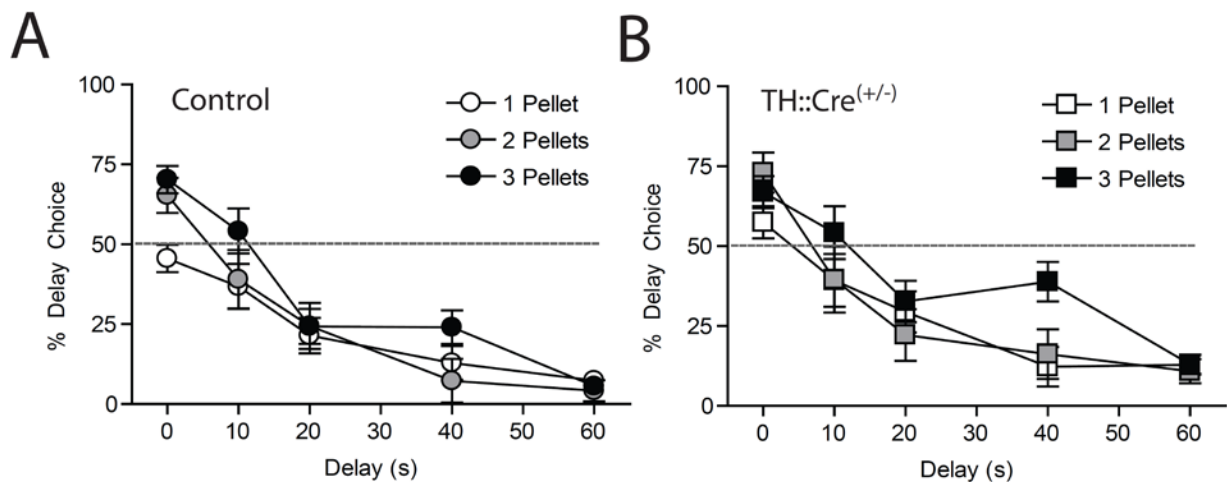 A
Control
1 Pellet
2 Pellets
3 Pellets
100
75
50
25
0
% Delay Choice
0 10 20 30 40 50 60
Delay (s)
B
TH::Cre(+/-)
1 Pellet
2 Pellets
3 Pellets
100
75
50
25
0
% Delay Choice
0 10 20 30 40 50 60
Delay (s)